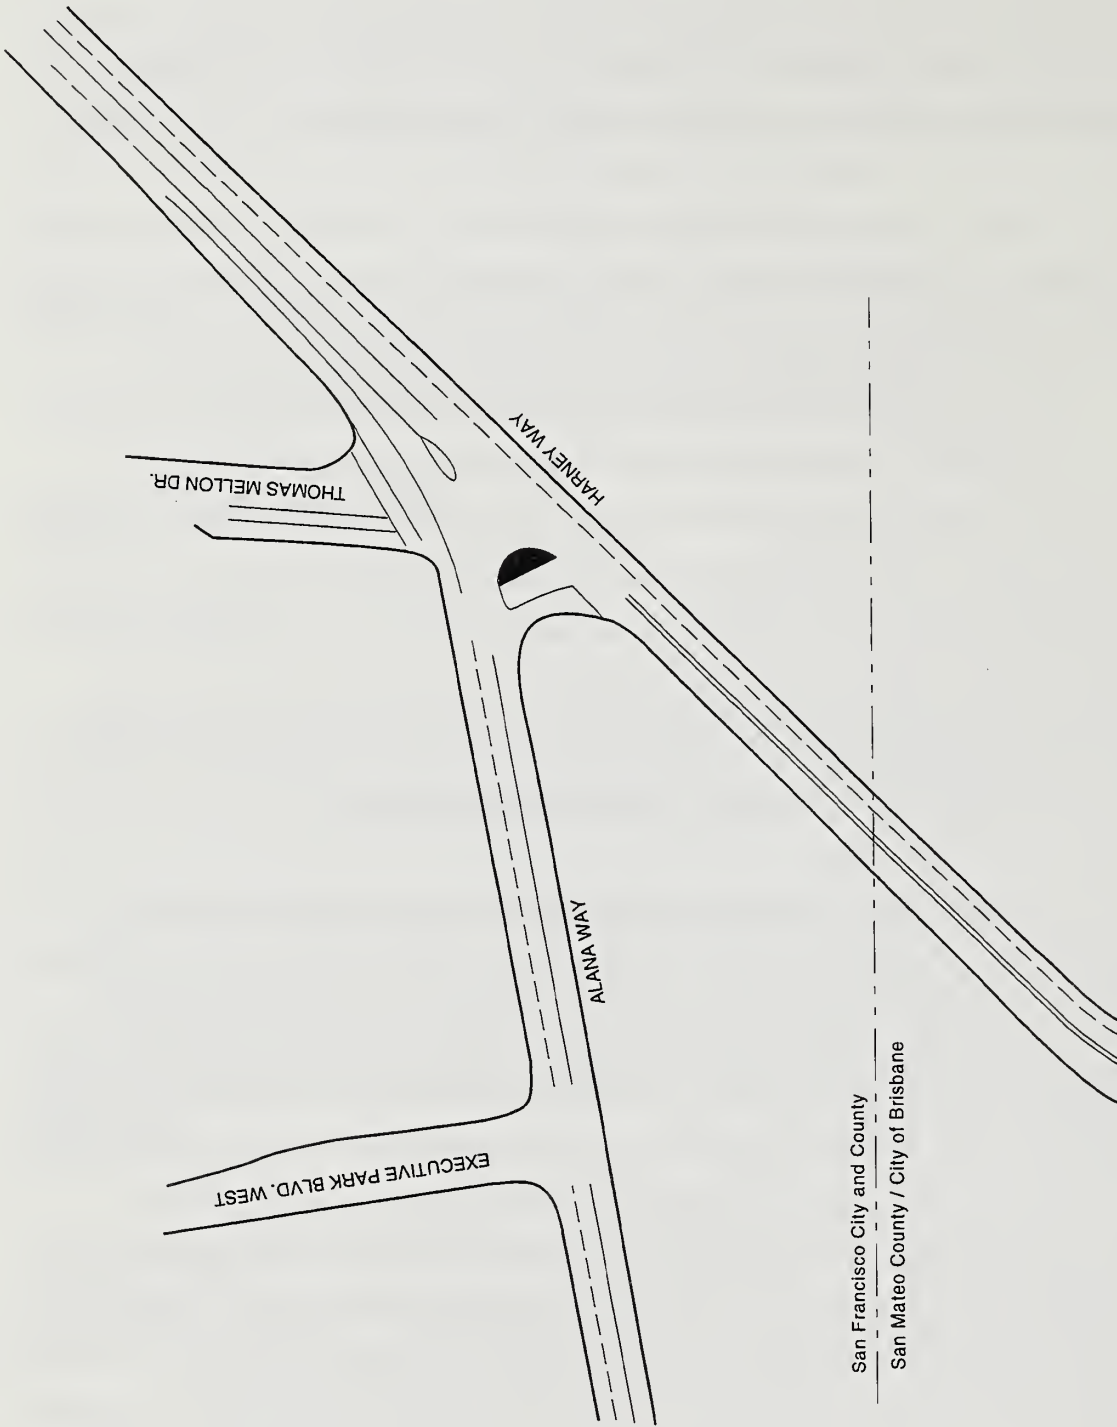 THOMAS MELLON DR.
HARNEY WAY
ALANA WAY
EXECUTIVE PARK BLVD. WEST
San Francisco City and County
San Mateo County / City of Brisbane